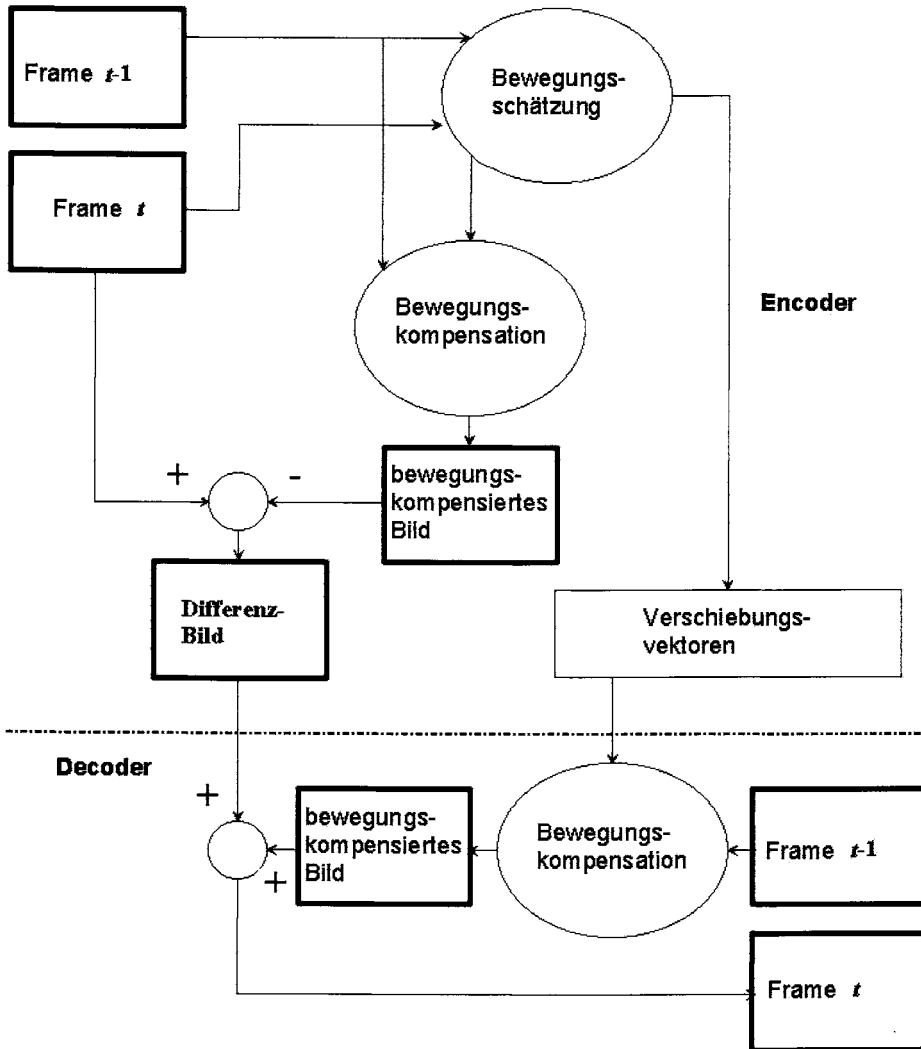 Frame t-1
Bewegungs-
schätzung
Frame t
Bewegungs-
kompensation
Encoder
+
-
bewegungs-
kompensiertes
Bild
Differenz-
Bild
Verschiebungs-
vektoren
Decoder
+
+
bewegungs-
kompensiertes
Bild
Bewegungs-
kompensation
Frame t-1
Frame t